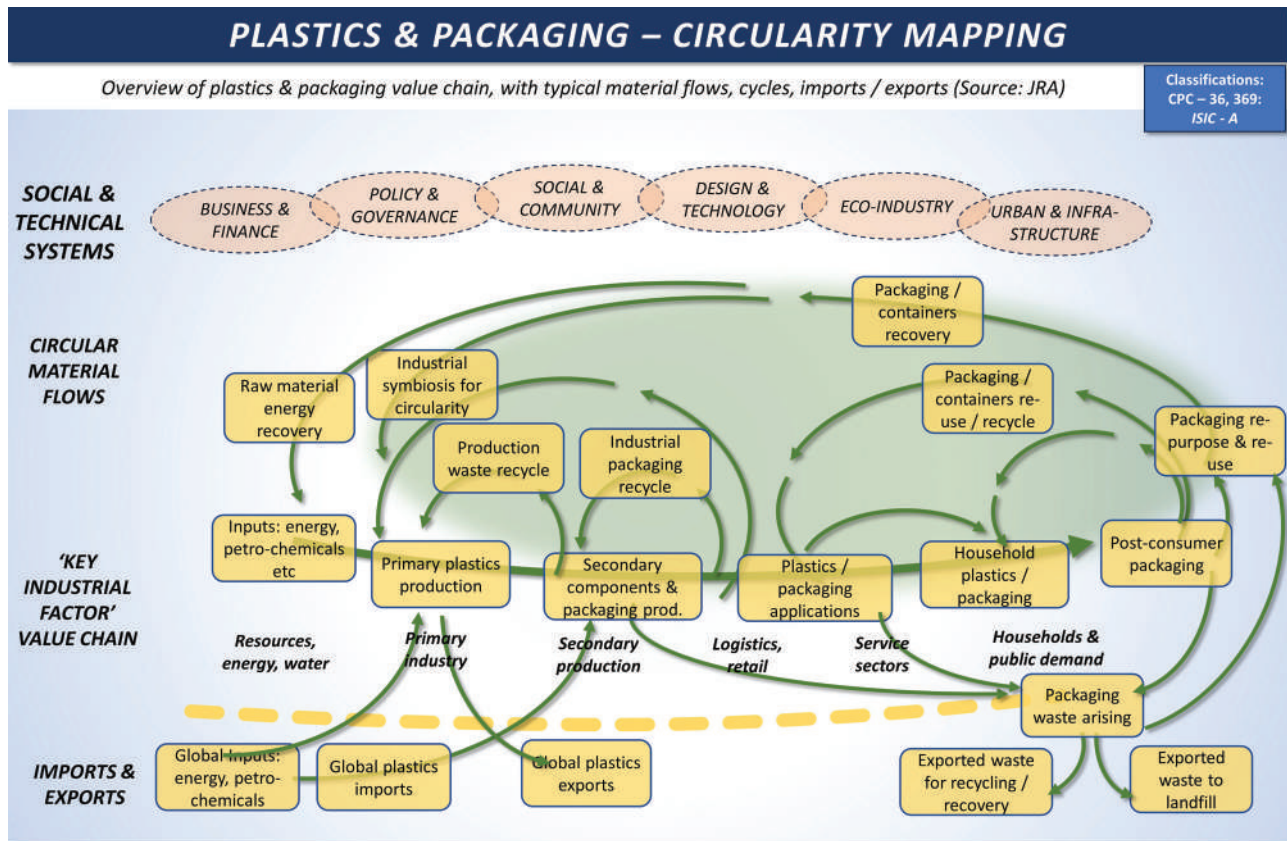 PLASTICS & PACKAGING – CIRCULARITY MAPPING
Overview of plastics & packaging value chain, with typical material flows, cycles, imports / exports (Source: JRA)
Classifications:
CPC – 36, 369:
ISIC - A
SOCIAL &
TECHNICAL
SYSTEMS
BUSINESS &
FINANCE
POLICY &
GOVERNANCE
SOCIAL &
COMMUNITY
DESIGN &
TECHNOLOGY
ECO-INDUSTRY
URBAN & INFRA-
STRUCTURE
CIRCULAR
MATERIAL
FLOWS
Raw material
energy
recovery
Industrial
symbiosis for
circularity
Production
waste recycle
Industrial
packaging
recycle
Packaging /
containers
recovery
Packaging /
containers re-
use / recycle
Packaging re-
purpose & re-
use
‘KEY
INDUSTRIAL
FACTOR’
VALUE CHAIN
Inputs: energy,
petro-chemicals
etc
Primary plastics
production
Secondary
components &
packaging prod.
Plastics /
packaging
applications
Household
plastics /
packaging
Post-consumer
packaging
Resources,
energy, water
Primary
industry
Secondary
production
Logistics,
retail
Service
sectors
Households &
public demand
Packaging
waste arising
IMPORTS &
EXPORTS
Global inputs:
energy, petro-
chemicals
Global plastics
imports
Global plastics
exports
Exported waste
for recycling /
recovery
Exported
waste to
landfill